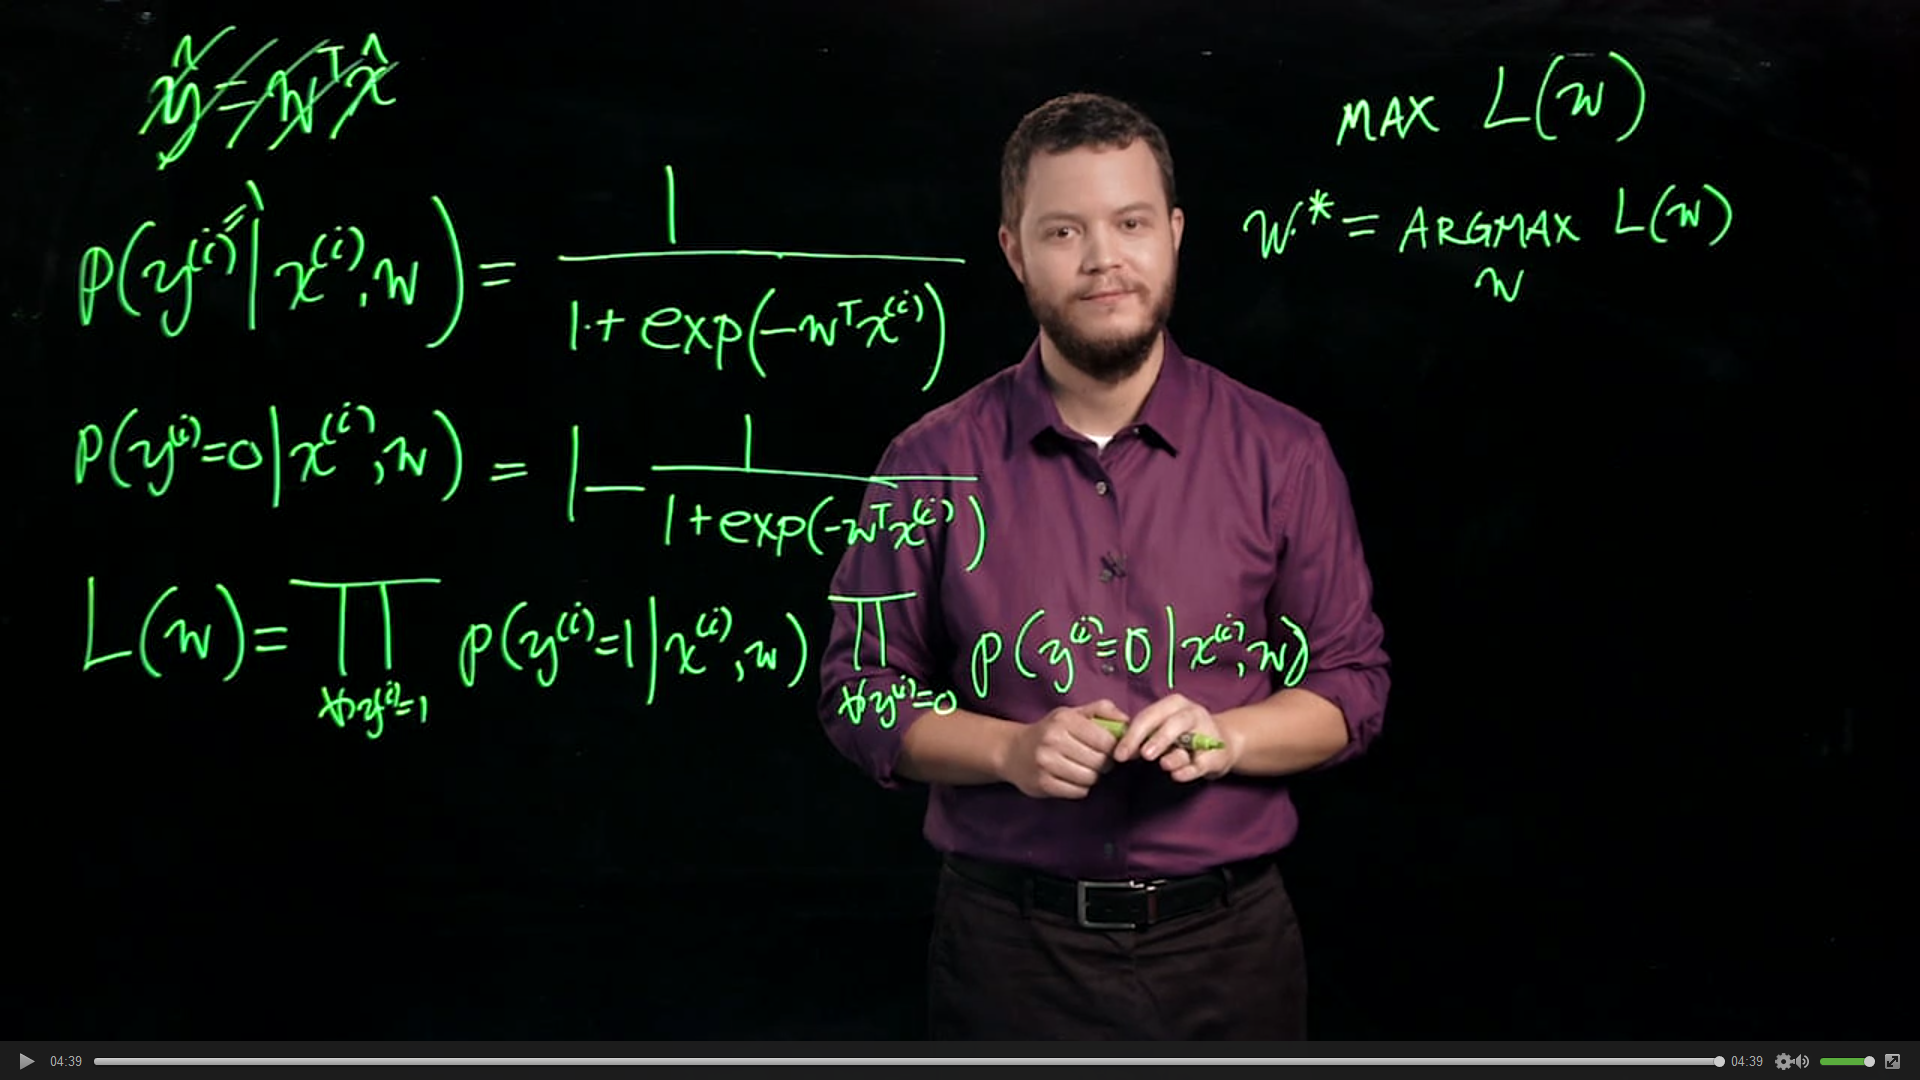 ŷ = wᵀx̂
P(y⁽ⁱ⁾=1 | x⁽ⁱ⁾, w) = 1 / (1 + exp(-wᵀx⁽ⁱ⁾))
P(y⁽ⁱ⁾=0 | x⁽ⁱ⁾, w) = 1 - 1 / (1 + exp(-wᵀx⁽ⁱ⁾))
L(w) = ∏ ∀y⁽ⁱ⁾=1 P(y⁽ⁱ⁾=1 | x⁽ⁱ⁾, w) ∏ ∀y⁽ⁱ⁾=0 P(y⁽ⁱ⁾=0 | x⁽ⁱ⁾, w)
MAX L(w)
w* = ARGMAX L(w)
w
04:39
04:39